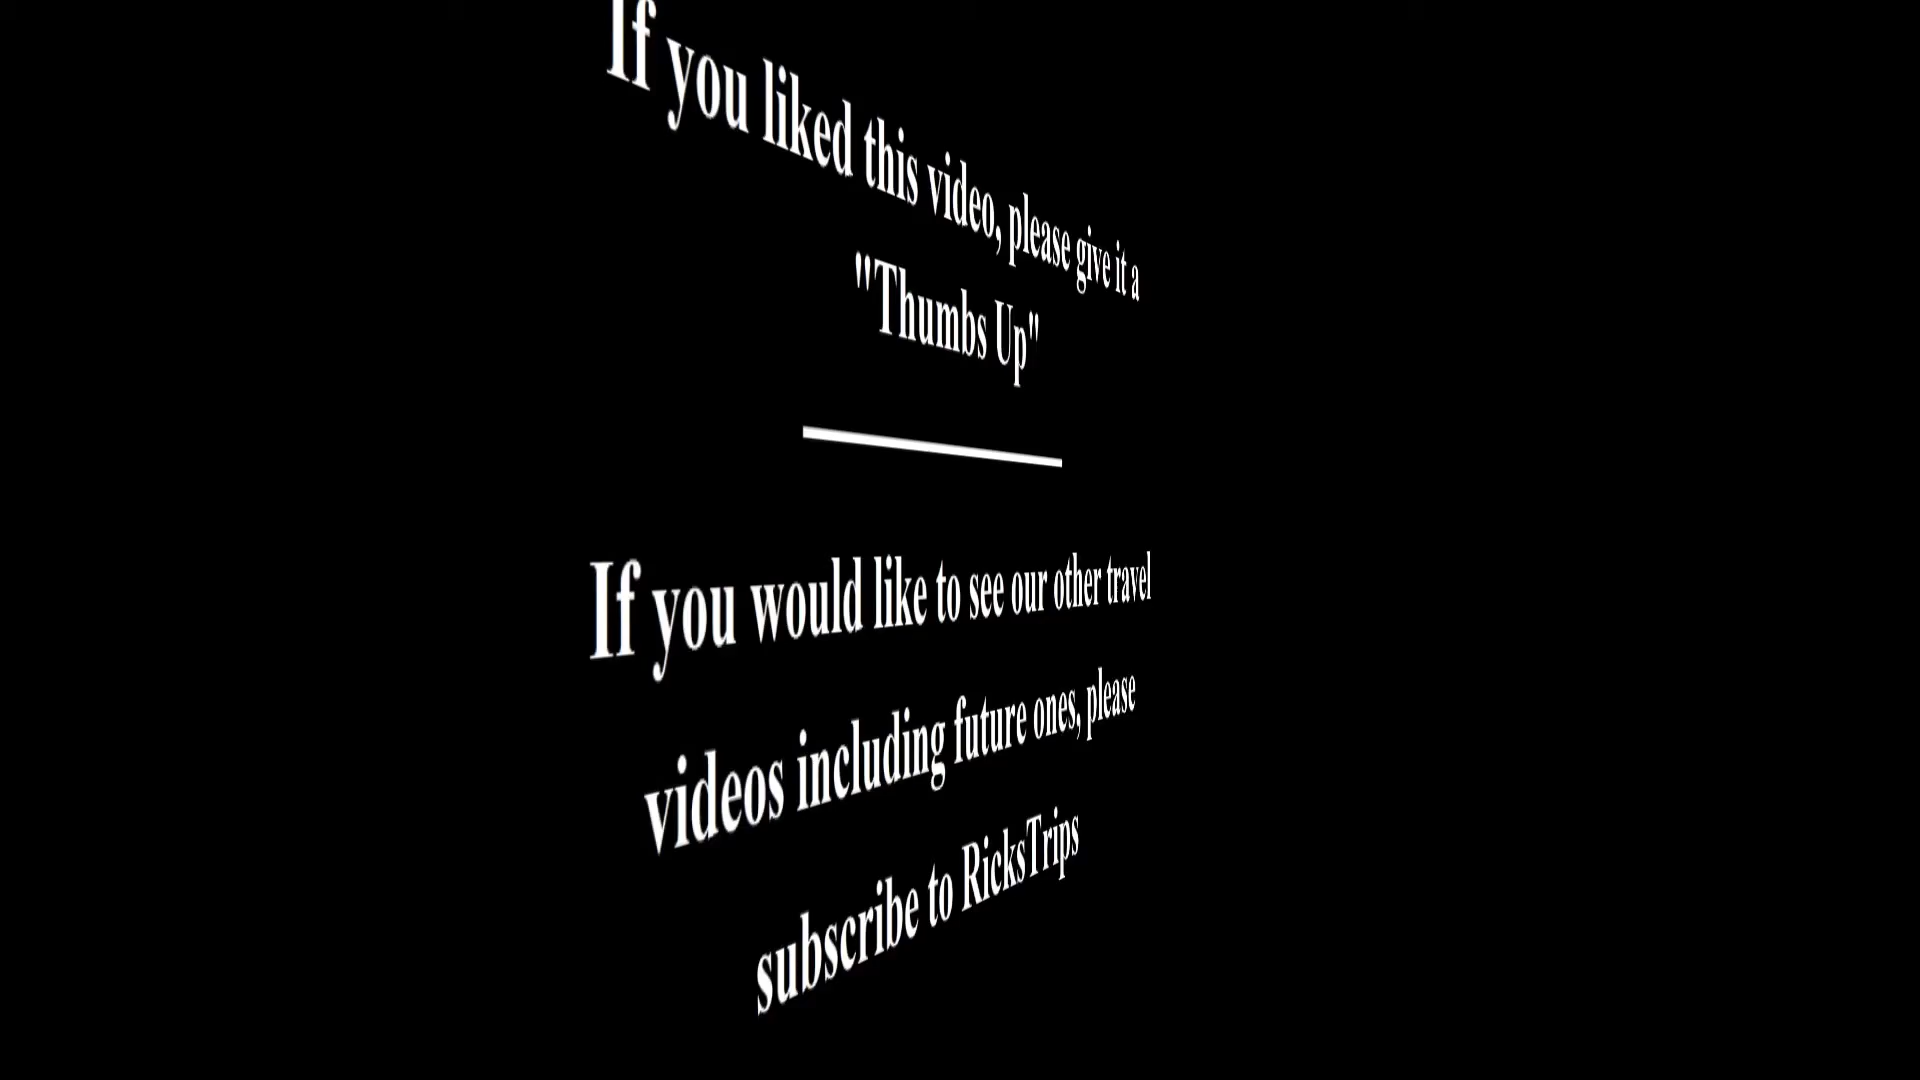 If you liked this video, please give it a
"Thumbs Up"
If you would like to see our other travel
videos including future ones, please
subscribe to RicksTrips